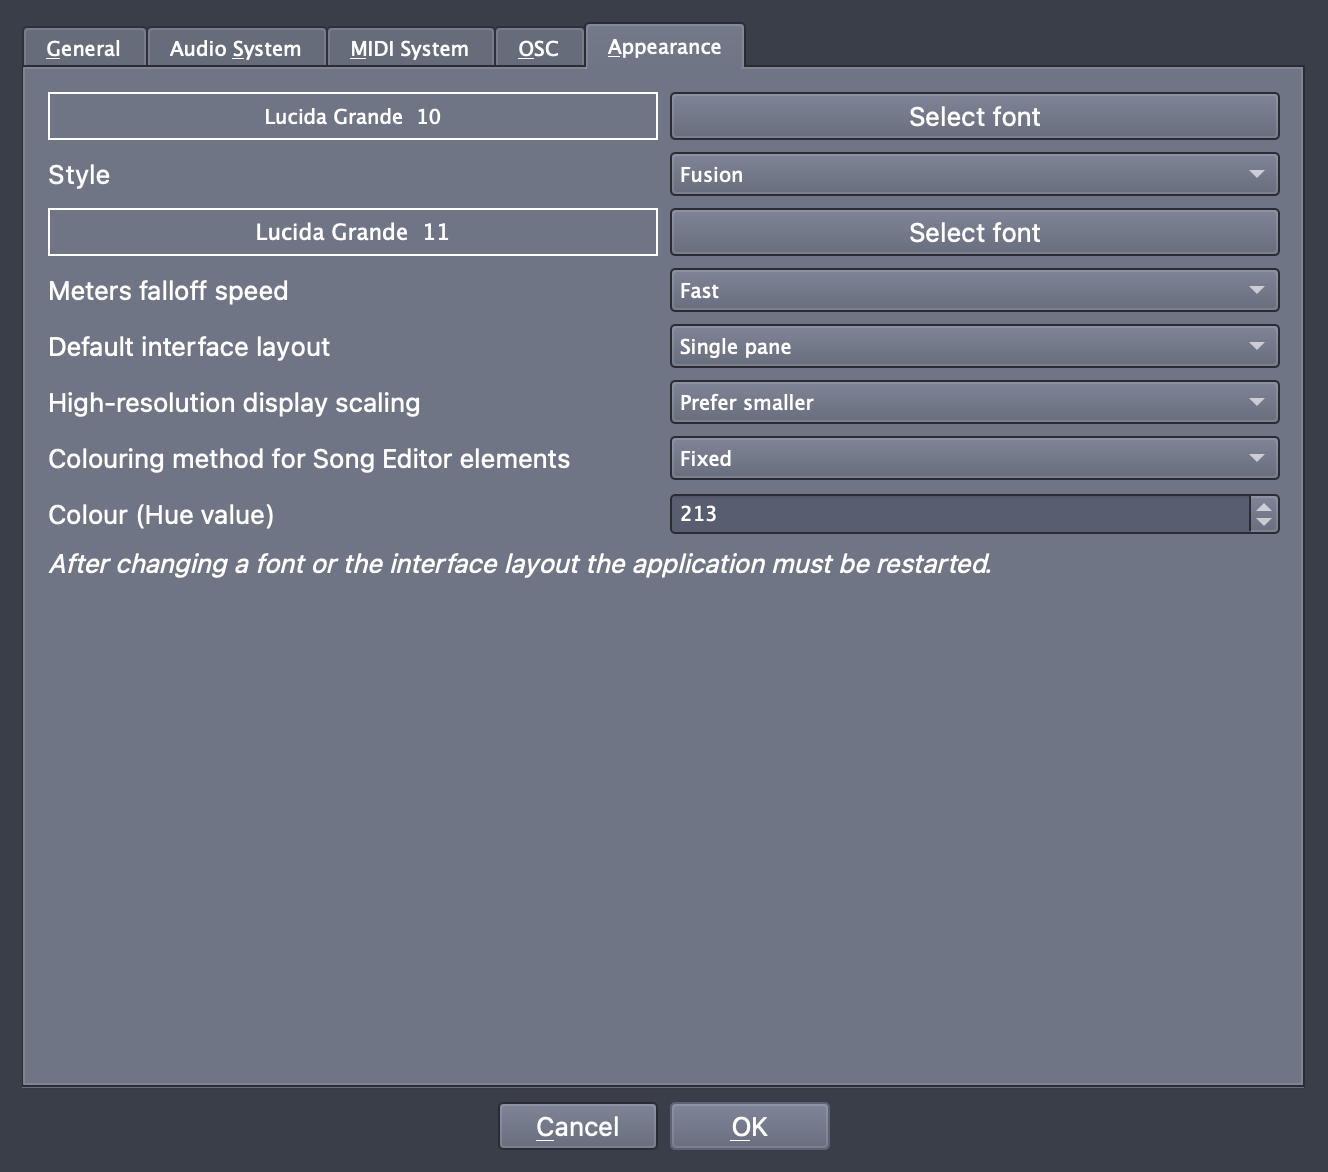 General Audio System MIDI System OSC Appearance
Lucida Grande 10 Select font
Style Fusion
Lucida Grande 11 Select font
Meters falloff speed Fast
Default interface layout Single pane
High-resolution display scaling Prefer smaller
Colouring method for Song Editor elements Fixed
Colour (Hue value) 213
After changing a font or the interface layout the application must be restarted.
Cancel OK